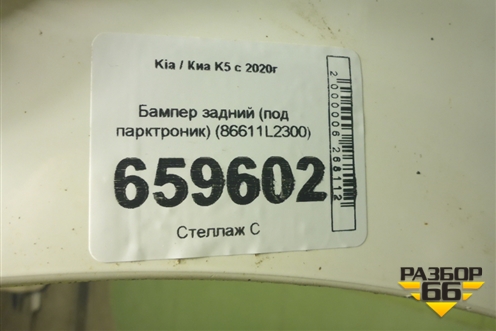 Kia / Киа K5 с 2020г
Бампер задний (под
парктроник) (86611L2300)
659602
Стеллаж С
2000006268112
РАЗБОР
66